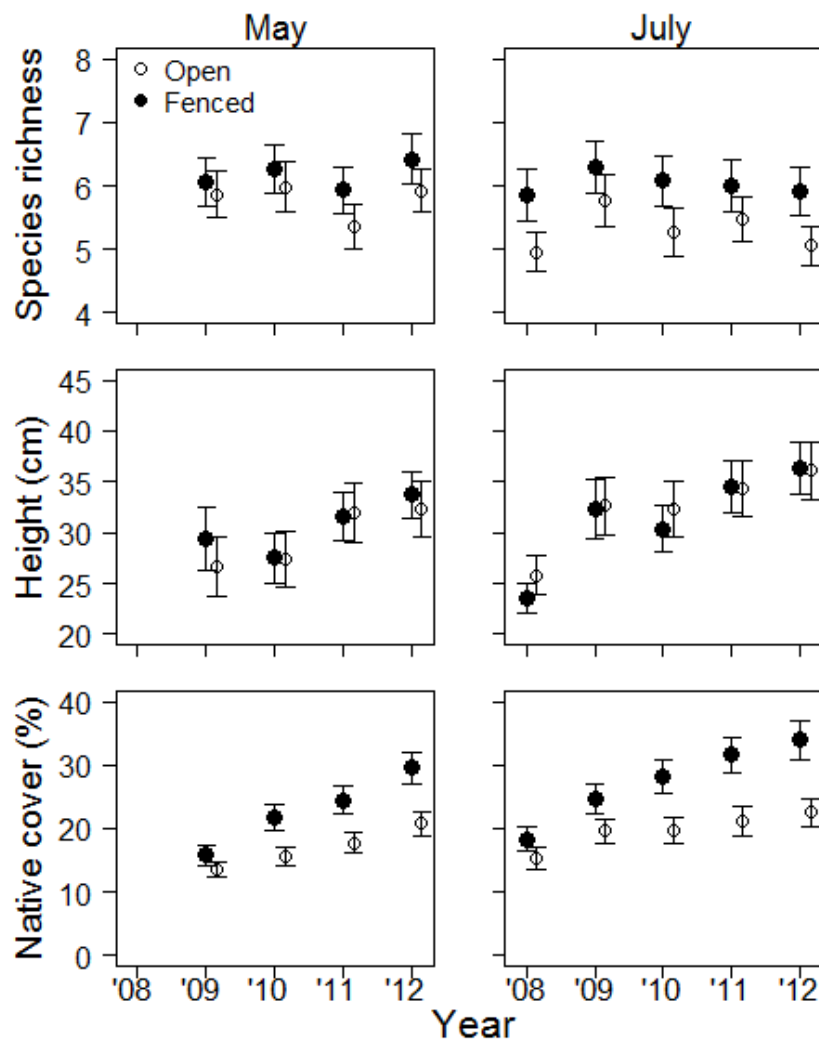 May
July
Species richness
8
7
6
5
4
Open
Fenced
Height (cm)
45
40
35
30
25
20
Native cover (%)
40
30
20
10
0
'08 '09 '10 '11 '12
'08 '09 '10 '11 '12
Year